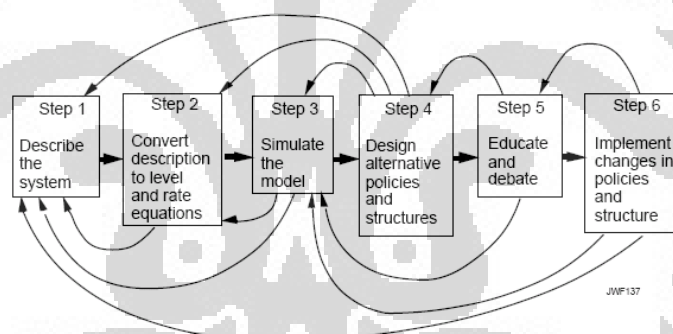 Step 1
Describe
the
system
Step 2
Convert
description
to level
and rate
equations
Step 3
Simulate
the
model
Step 4
Design
alternative
policies
and
structures
Step 5
Educate
and
debate
Step 6
Implement
changes in
policies
and
structure
JWF137